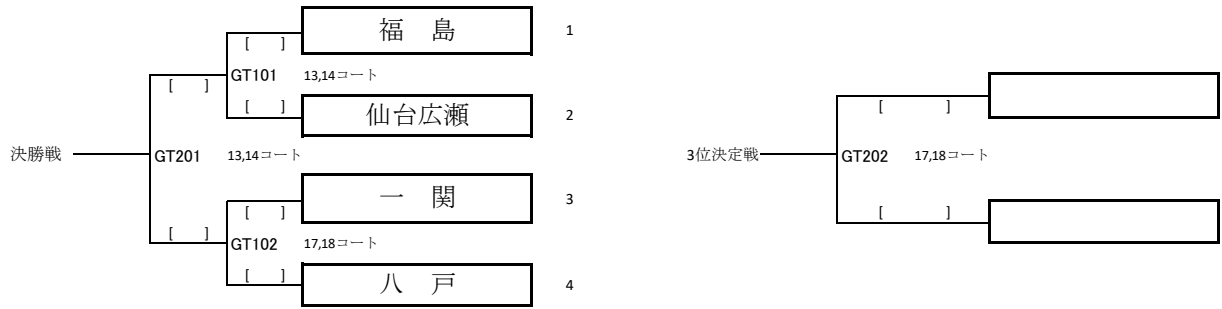 福 島 1
[ ]
GT101 13,14コート
[ ]
[ ]
仙台広瀬 2
決勝戦 GT201 13,14コート
一 関 3
[ ]
[ ]
GT102 17,18コート
[ ]
八 戸 4
[ ]
3位決定戦 GT202 17,18コート
[ ]